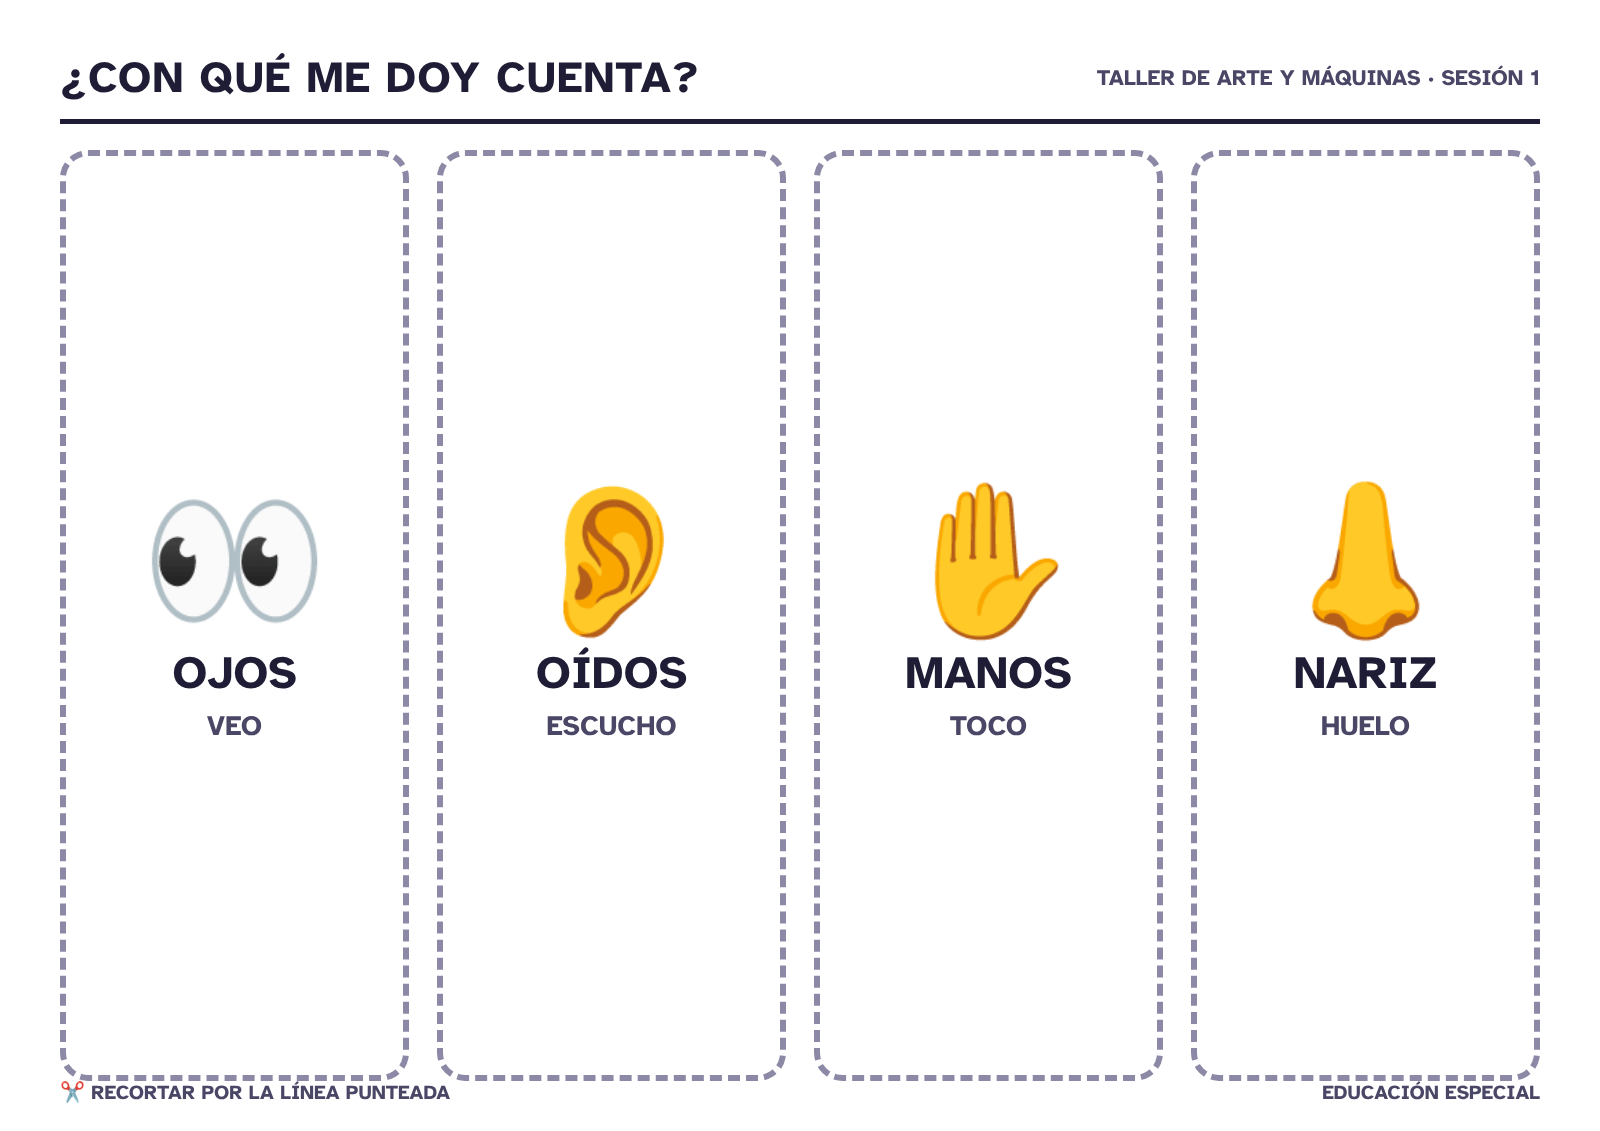 ¿CON QUÉ ME DOY CUENTA?
TALLER DE ARTE Y MÁQUINAS · SESIÓN 1
OJOS
VEO
OÍDOS
ESCUCHO
MANOS
TOCO
NARIZ
HUELO
RECORTAR POR LA LÍNEA PUNTEADA
EDUCACIÓN ESPECIAL